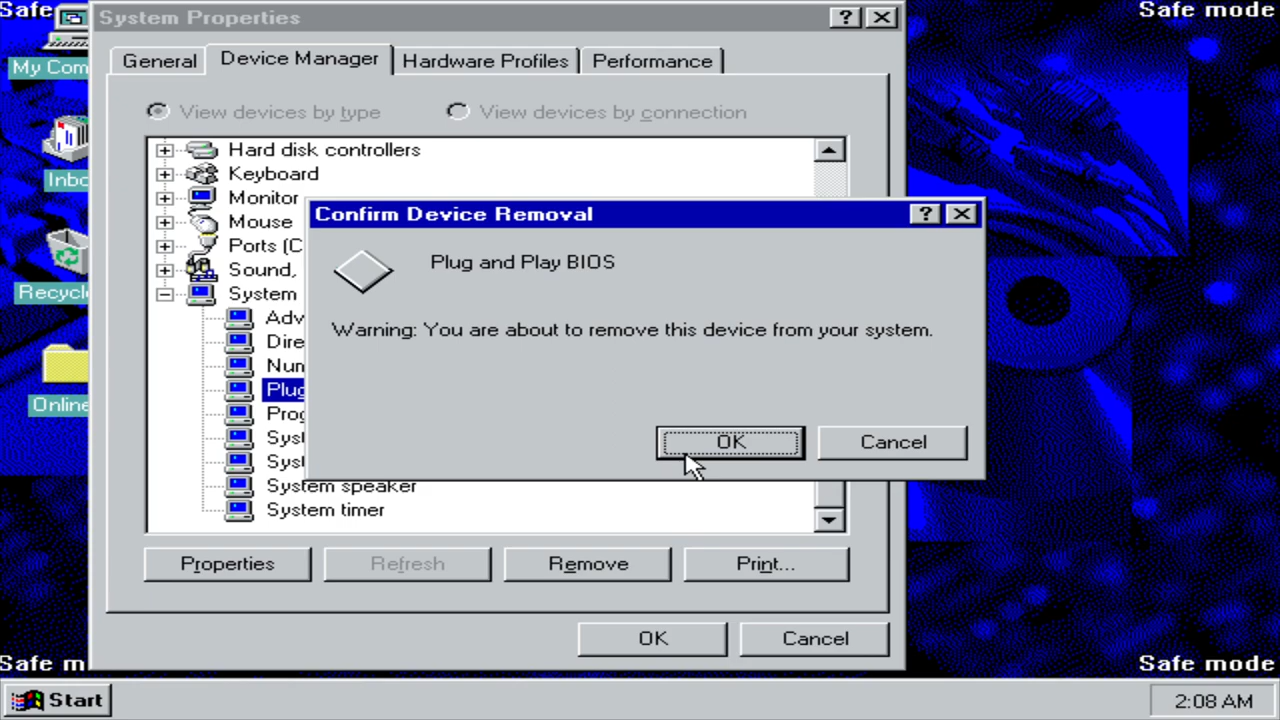 Safe
Safe mode
System Properties
My Com
Inbo
Recycle
Online
General
Device Manager
Hardware Profiles
Performance
View devices by type
View devices by connection
Hard disk controllers
Keyboard
Monitor
Mouse
Ports (C
Sound,
System
Adv
Dire
Num
Plug
Prog
Syst
Syst
System speaker
System timer
Confirm Device Removal
Plug and Play BIOS
Warning: You are about to remove this device from your system.
OK
Cancel
Properties
Refresh
Remove
Print...
OK
Cancel
Safe m
Safe mode
Start
2:08 AM